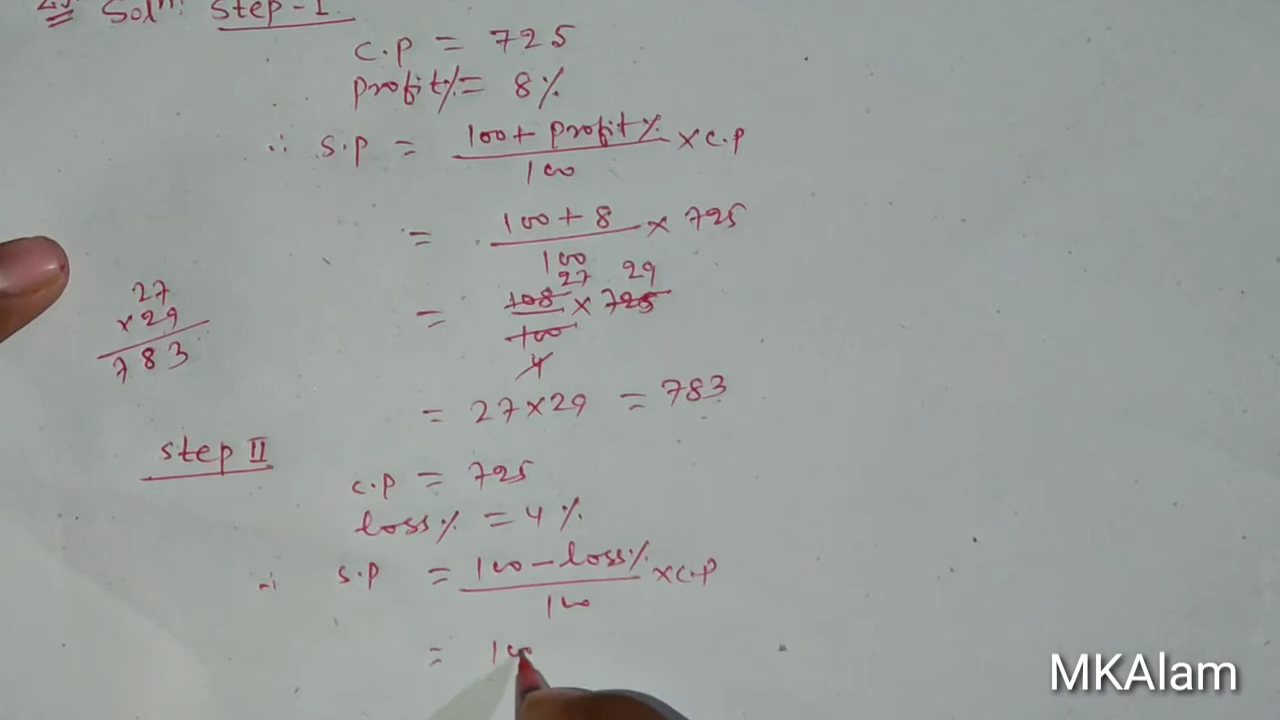 Solⁿ: Step-I
C.P = 725
Profit% = 8%
∴ S.P = (100 + Profit%)/100 × C.P
= (100 + 8)/100 × 725
27 29
= 108/100 × 725
4
27
× 29
783
= 27 × 29 = 783
Step II
C.P = 725
loss% = 4%
∴ S.P = (100 - loss%)/100 × C.P
= 100
MKAlam